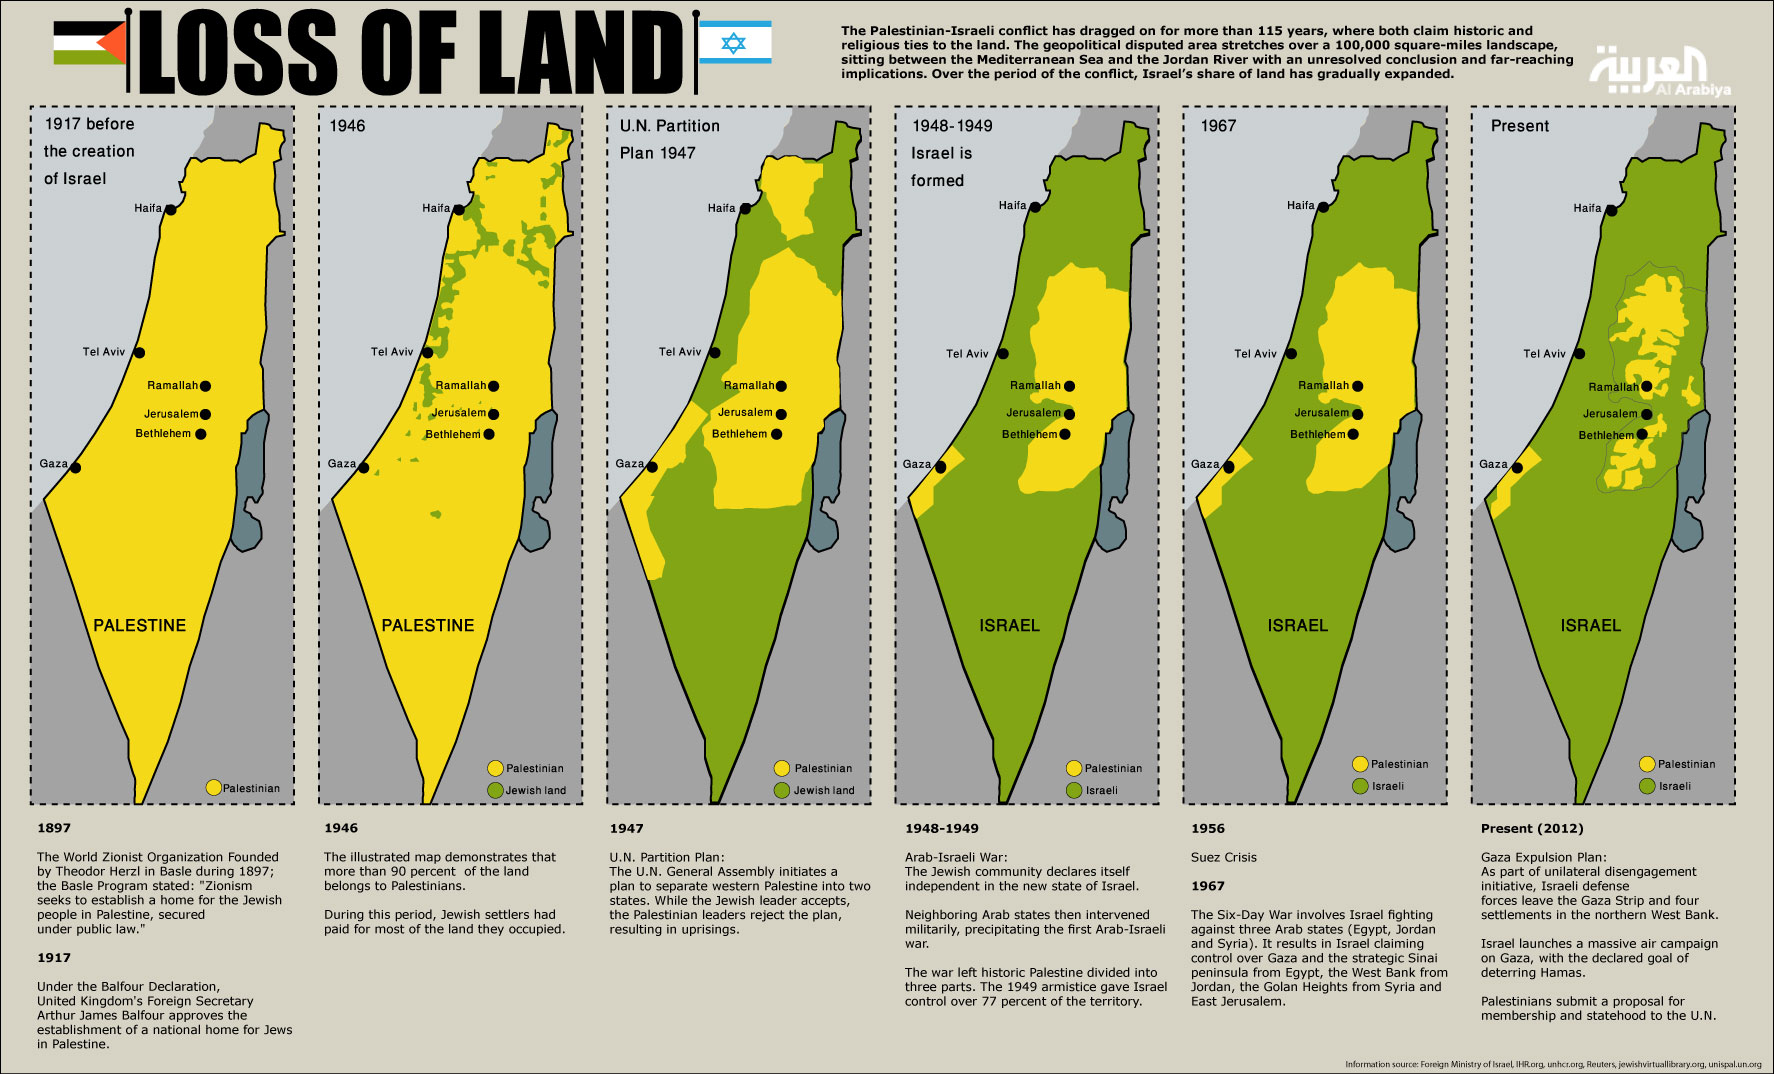 LOSS OF LAND
The Palestinian-Israeli conflict has dragged on for more than 115 years, where both claim historic and
religious ties to the land. The geopolitical disputed area stretches over a 100,000 square-miles landscape,
sitting between the Mediterranean Sea and the Jordan River with an unresolved conclusion and far-reaching
implications. Over the period of the conflict, Israel's share of land has gradually expanded.
العربية
Al Arabiya
1917 before
the creation
of Israel
Haifa
Tel Aviv
Ramallah
Jerusalem
Bethlehem
Gaza
PALESTINE
Palestinian
1946
Haifa
Tel Aviv
Ramallah
Jerusalem
Bethlehem
Gaza
PALESTINE
Palestinian
Jewish land
U.N. Partition
Plan 1947
Haifa
Tel Aviv
Ramallah
Jerusalem
Bethlehem
Gaza
Palestinian
Jewish land
1948-1949
Israel is
formed
Haifa
Tel Aviv
Ramallah
Jerusalem
Bethlehem
Gaza
ISRAEL
Palestinian
Israeli
1967
Haifa
Tel Aviv
Ramallah
Jerusalem
Bethlehem
Gaza
ISRAEL
Palestinian
Israeli
Present
Haifa
Tel Aviv
Ramallah
Jerusalem
Bethlehem
Gaza
ISRAEL
Palestinian
Israeli
1897
The World Zionist Organization Founded
by Theodor Herzl in Basle during 1897;
the Basle Program stated: "Zionism
seeks to establish a home for the Jewish
people in Palestine, secured
under public law."
1917
Under the Balfour Declaration,
United Kingdom's Foreign Secretary
Arthur James Balfour approves the
establishment of a national home for Jews
in Palestine.
1946
The illustrated map demonstrates that
more than 90 percent of the land
belongs to Palestinians.
During this period, Jewish settlers had
paid for most of the land they occupied.
1947
U.N. Partition Plan:
The U.N. General Assembly initiates a
plan to separate western Palestine into two
states. While the Jewish leader accepts,
the Palestinian leaders reject the plan,
resulting in uprisings.
1948-1949
Arab-Israeli War:
The Jewish community declares itself
independent in the new state of Israel.
Neighboring Arab states then intervened
militarily, precipitating the first Arab-Israeli
war.
The war left historic Palestine divided into
three parts. The 1949 armistice gave Israel
control over 77 percent of the territory.
1956
Suez Crisis
1967
The Six-Day War involves Israel fighting
against three Arab states (Egypt, Jordan
and Syria). It results in Israel claiming
control over Gaza and the strategic Sinai
peninsula from Egypt, the West Bank from
Jordan, the Golan Heights from Syria and
East Jerusalem.
Present (2012)
Gaza Expulsion Plan:
As part of unilateral disengagement
initiative, Israeli defense
forces leave the Gaza Strip and four
settlements in the northern West Bank.
Israel launches a massive air campaign
on Gaza, with the declared goal of
deterring Hamas.
Palestinians submit a proposal for
membership and statehood to the U.N.
Information source: Foreign Ministry of Israel, IHR.org, unhcr.org, Reuters, jewishvirtuallibrary.org, unispal.un.org